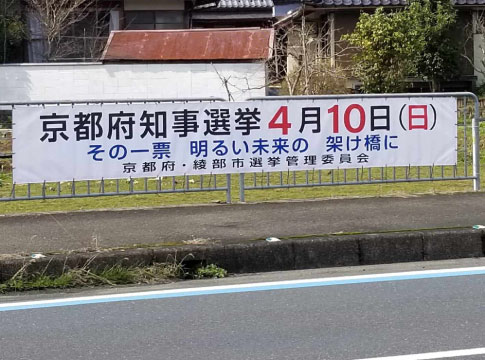 京都府知事選挙4月10日(日)
その一票 明るい未来の 架け橋に
京都府・綾部市選挙管理委員会